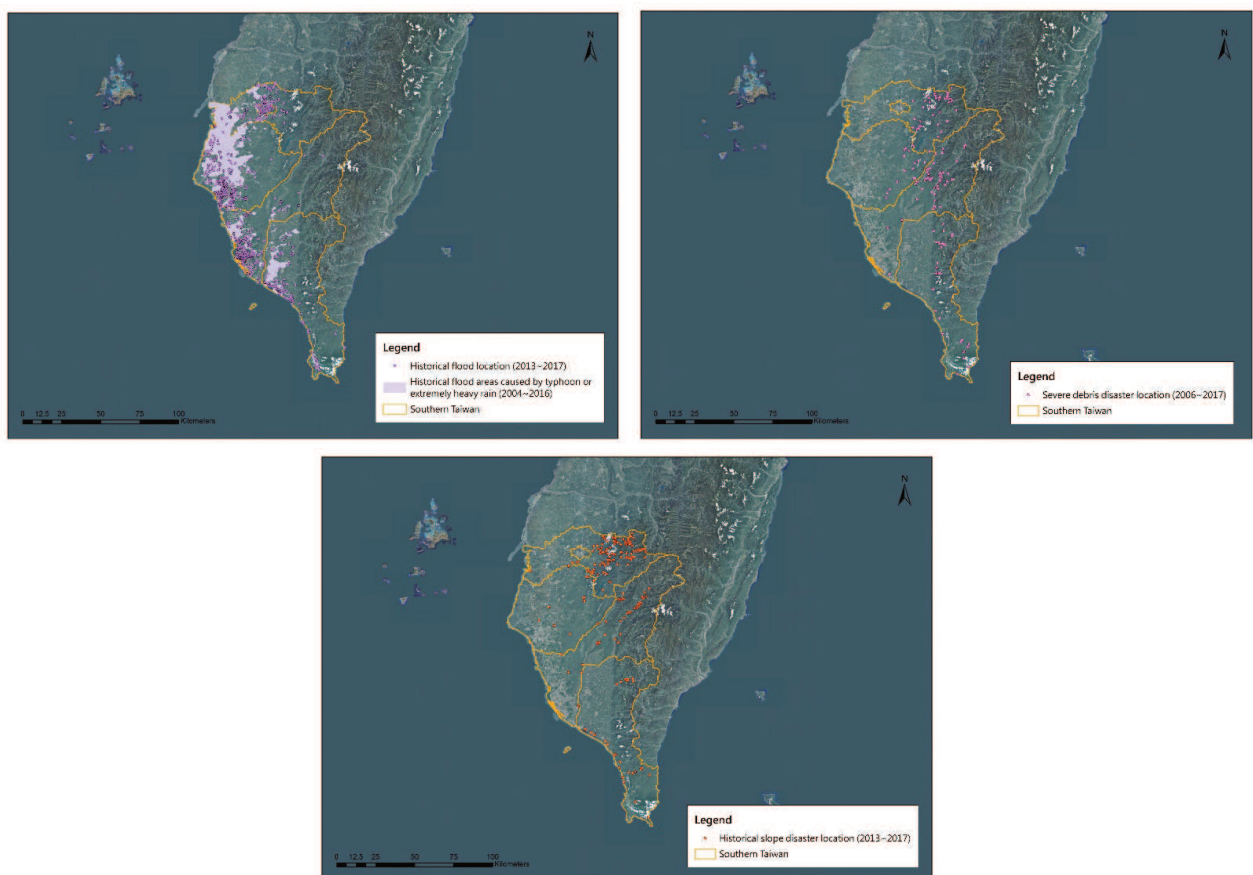 N
Legend
Historical flood location (2013~2017)
Historical flood areas caused by typhoon or
extremely heavy rain (2004~2016)
Southern Taiwan
0 12.5 25 50 75 100
Kilometers
N
Legend
Severe debris disaster location (2006~2017)
Southern Taiwan
0 12.5 25 50 75 100
Kilometers
N
Legend
Historical slope disaster location (2013~2017)
Southern Taiwan
0 12.5 25 50 75 100
Kilometers